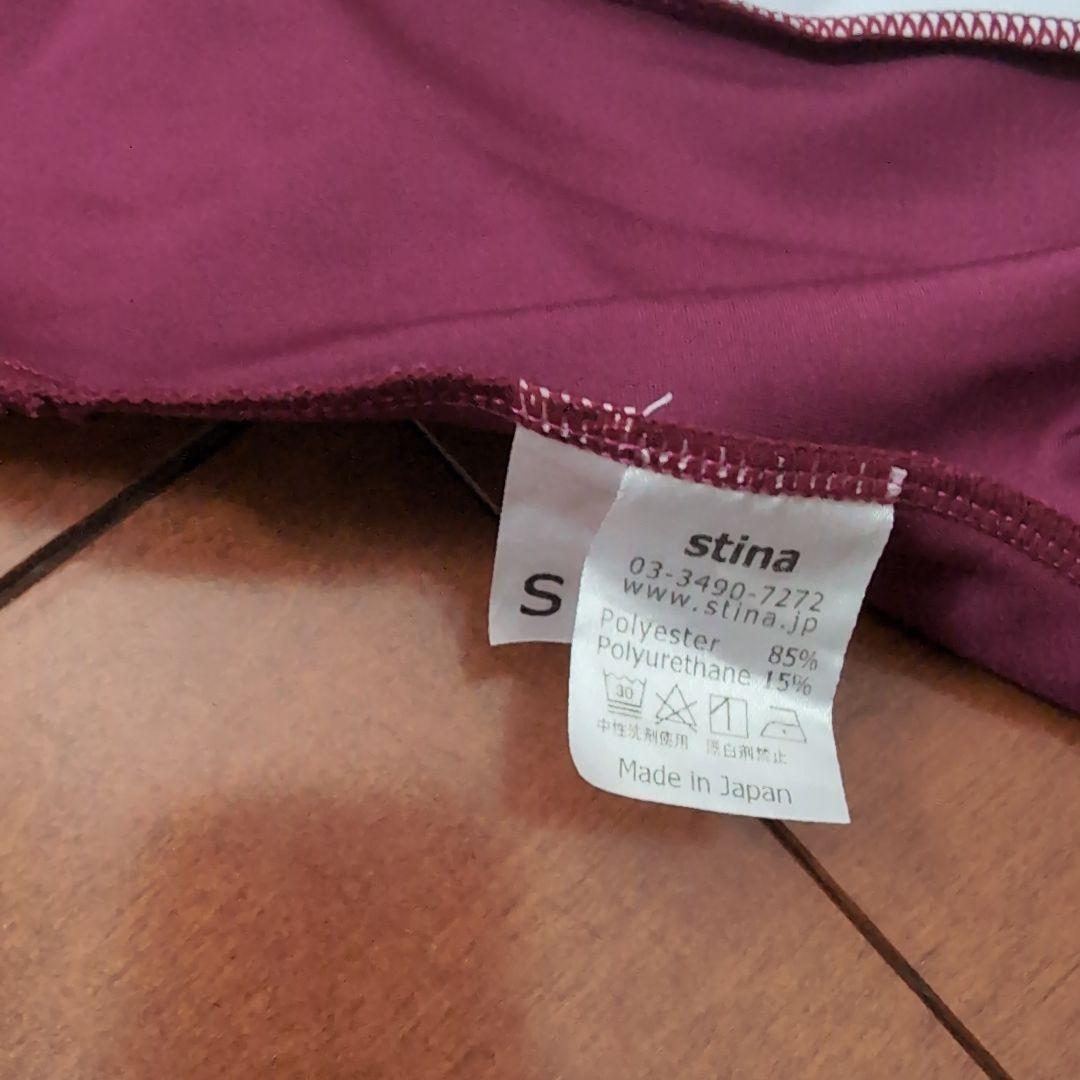 S
stina
03-3490-7272
www.stina.jp
Polyester 85%
Polyurethane 15%
30
中性洗剤使用 漂白剤禁止
Made in Japan